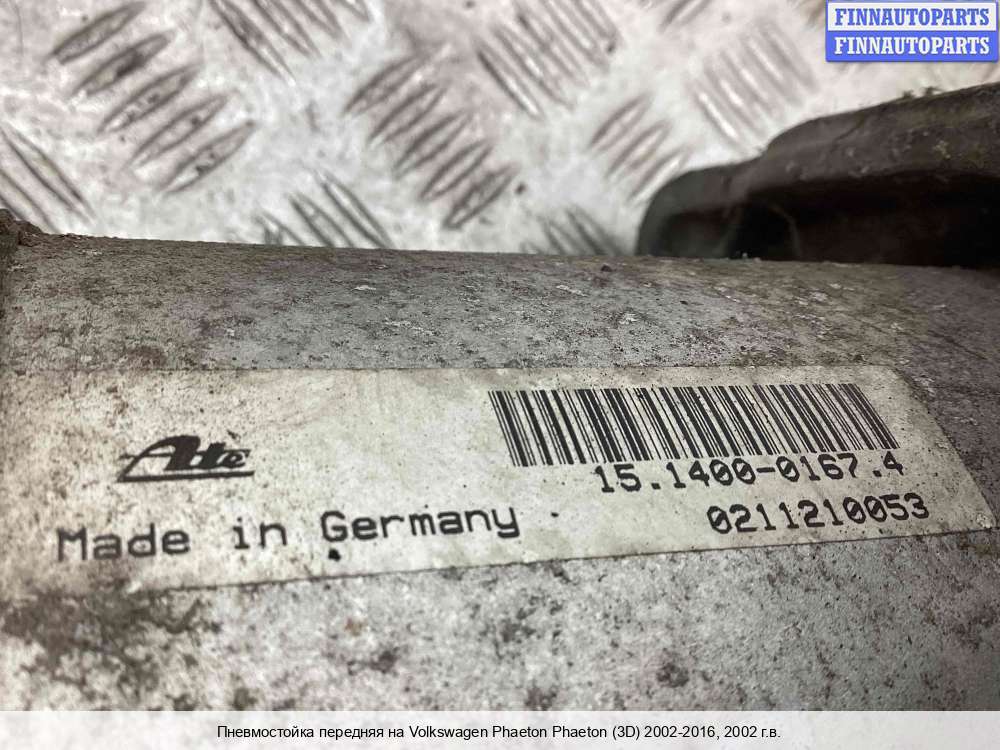 FINNAUTOPARTS
FINNAUTOPARTS
Ate
15.1400-0167.4
0211210053
Made in Germany
Пневмостойка передняя на Volkswagen Phaeton Phaeton (3D) 2002-2016, 2002 г.в.